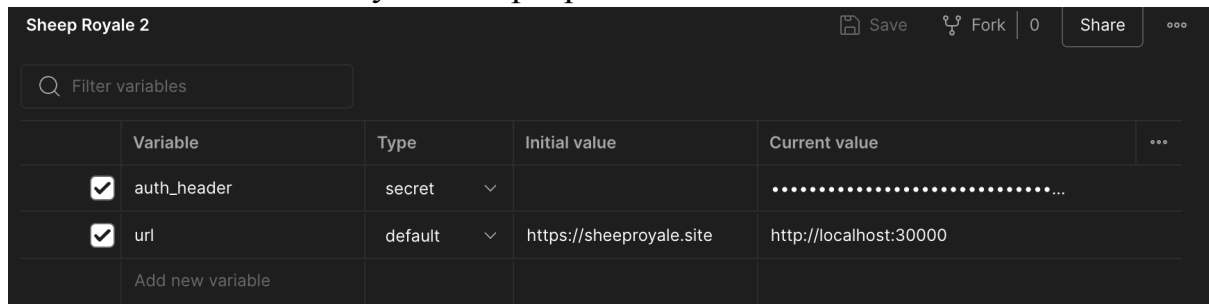 Sheep Royale 2 Save Fork 0 Share
Filter variables
Variable Type Initial value Current value
auth_header secret ••••••••••••••••••••••••••••••...
url default https://sheeproyale.site http://localhost:30000
Add new variable